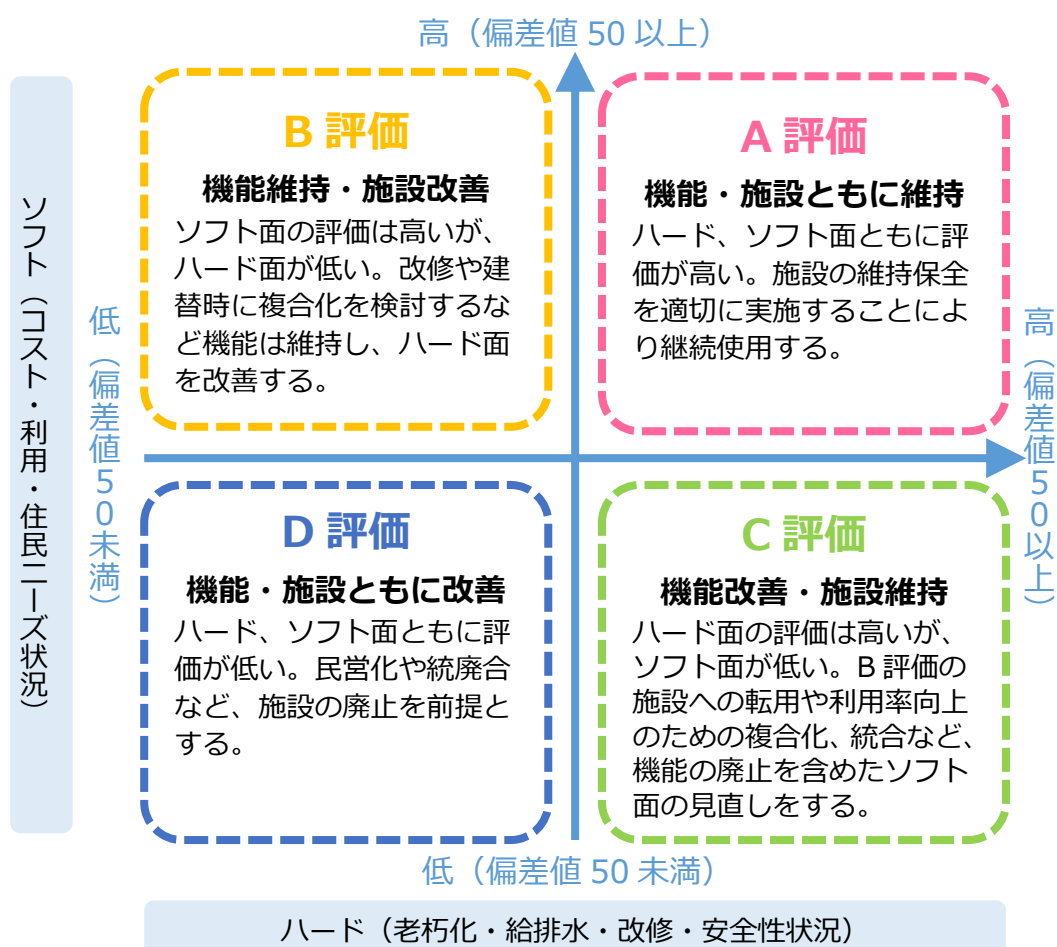 高（偏差値 50 以上）
B 評価
機能維持・施設改善
ソフト面の評価は高いが、
ハード面が低い。改修や建
替時に複合化を検討するな
ど機能は維持し、ハード面
を改善する。
A 評価
機能・施設ともに維持
ハード、ソフト面ともに評
価が高い。施設の維持保全
を適切に実施することによ
り継続使用する。
ソフト（コスト・利用・住民ニーズ状況）
低（偏差値50未満）
高（偏差値50以上）
D 評価
機能・施設ともに改善
ハード、ソフト面ともに評
価が低い。民営化や統廃合
など、施設の廃止を前提と
する。
C 評価
機能改善・施設維持
ハード面の評価は高いが、
ソフト面が低い。B 評価の
施設への転用や利用率向上
のための複合化、統合など、
機能の廃止を含めたソフト
面の見直しをする。
低（偏差値 50 未満）
ハード（老朽化・給排水・改修・安全性状況）